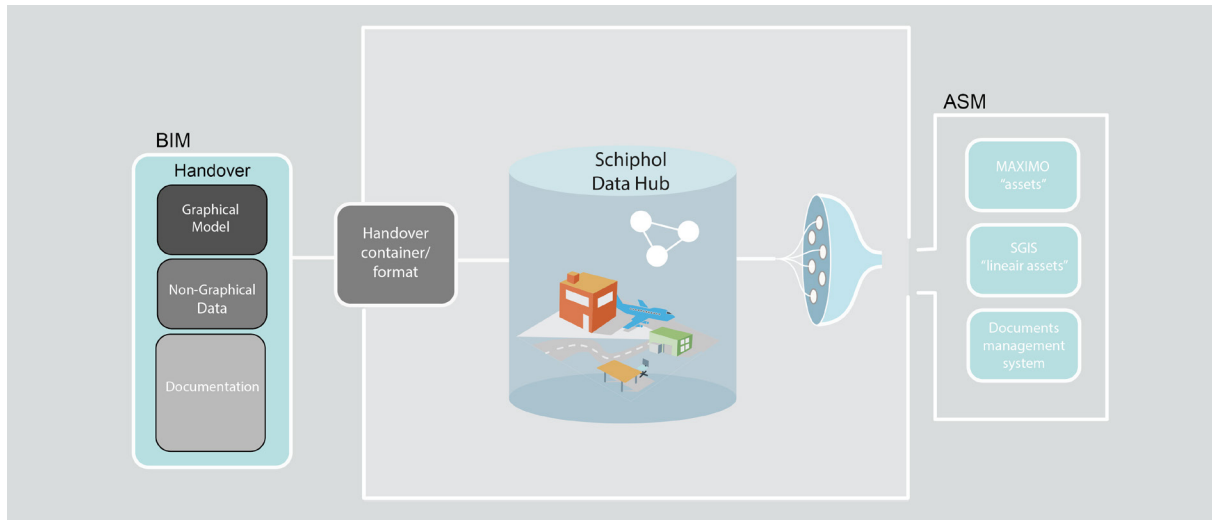 BIM
Handover
Graphical
Model
Non-Graphical
Data
Documentation
Handover
container/
format
Schiphol
Data Hub
ASM
MAXIMO
“assets”
SGIS
“lineair assets”
Documents
management
system